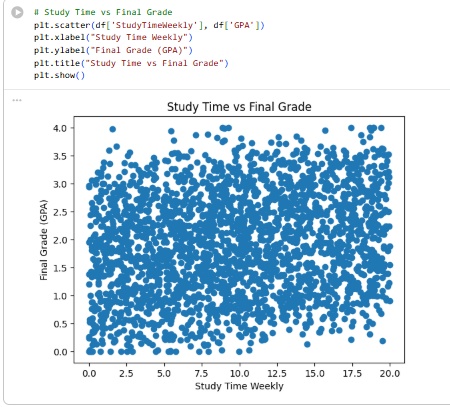 # Study Time vs Final Grade
plt.scatter(df['StudyTimeWeekly'], df['GPA'])
plt.xlabel("Study Time Weekly")
plt.ylabel("Final Grade (GPA)")
plt.title("Study Time vs Final Grade")
plt.show()
...
Study Time vs Final Grade
Final Grade (GPA)
4.0
3.5
3.0
2.5
2.0
1.5
1.0
0.5
0.0
0.0 2.5 5.0 7.5 10.0 12.5 15.0 17.5 20.0
Study Time Weekly